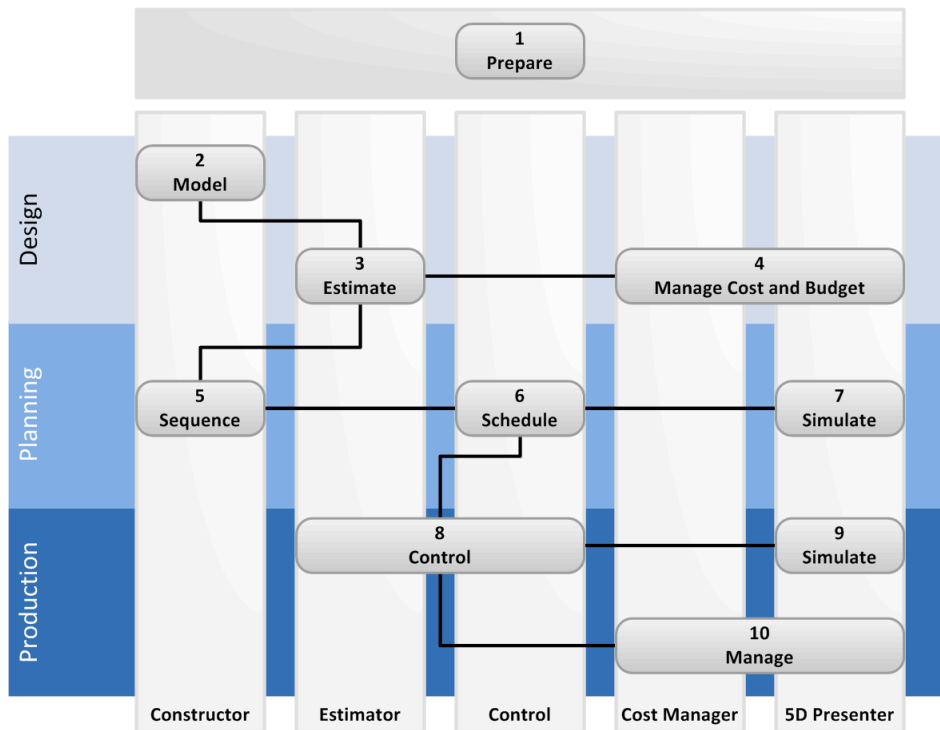 1
Prepare
Design
2
Model
3
Estimate
4
Manage Cost and Budget
Planning
5
Sequence
6
Schedule
7
Simulate
Production
8
Control
9
Simulate
10
Manage
Constructor
Estimator
Control
Cost Manager
5D Presenter